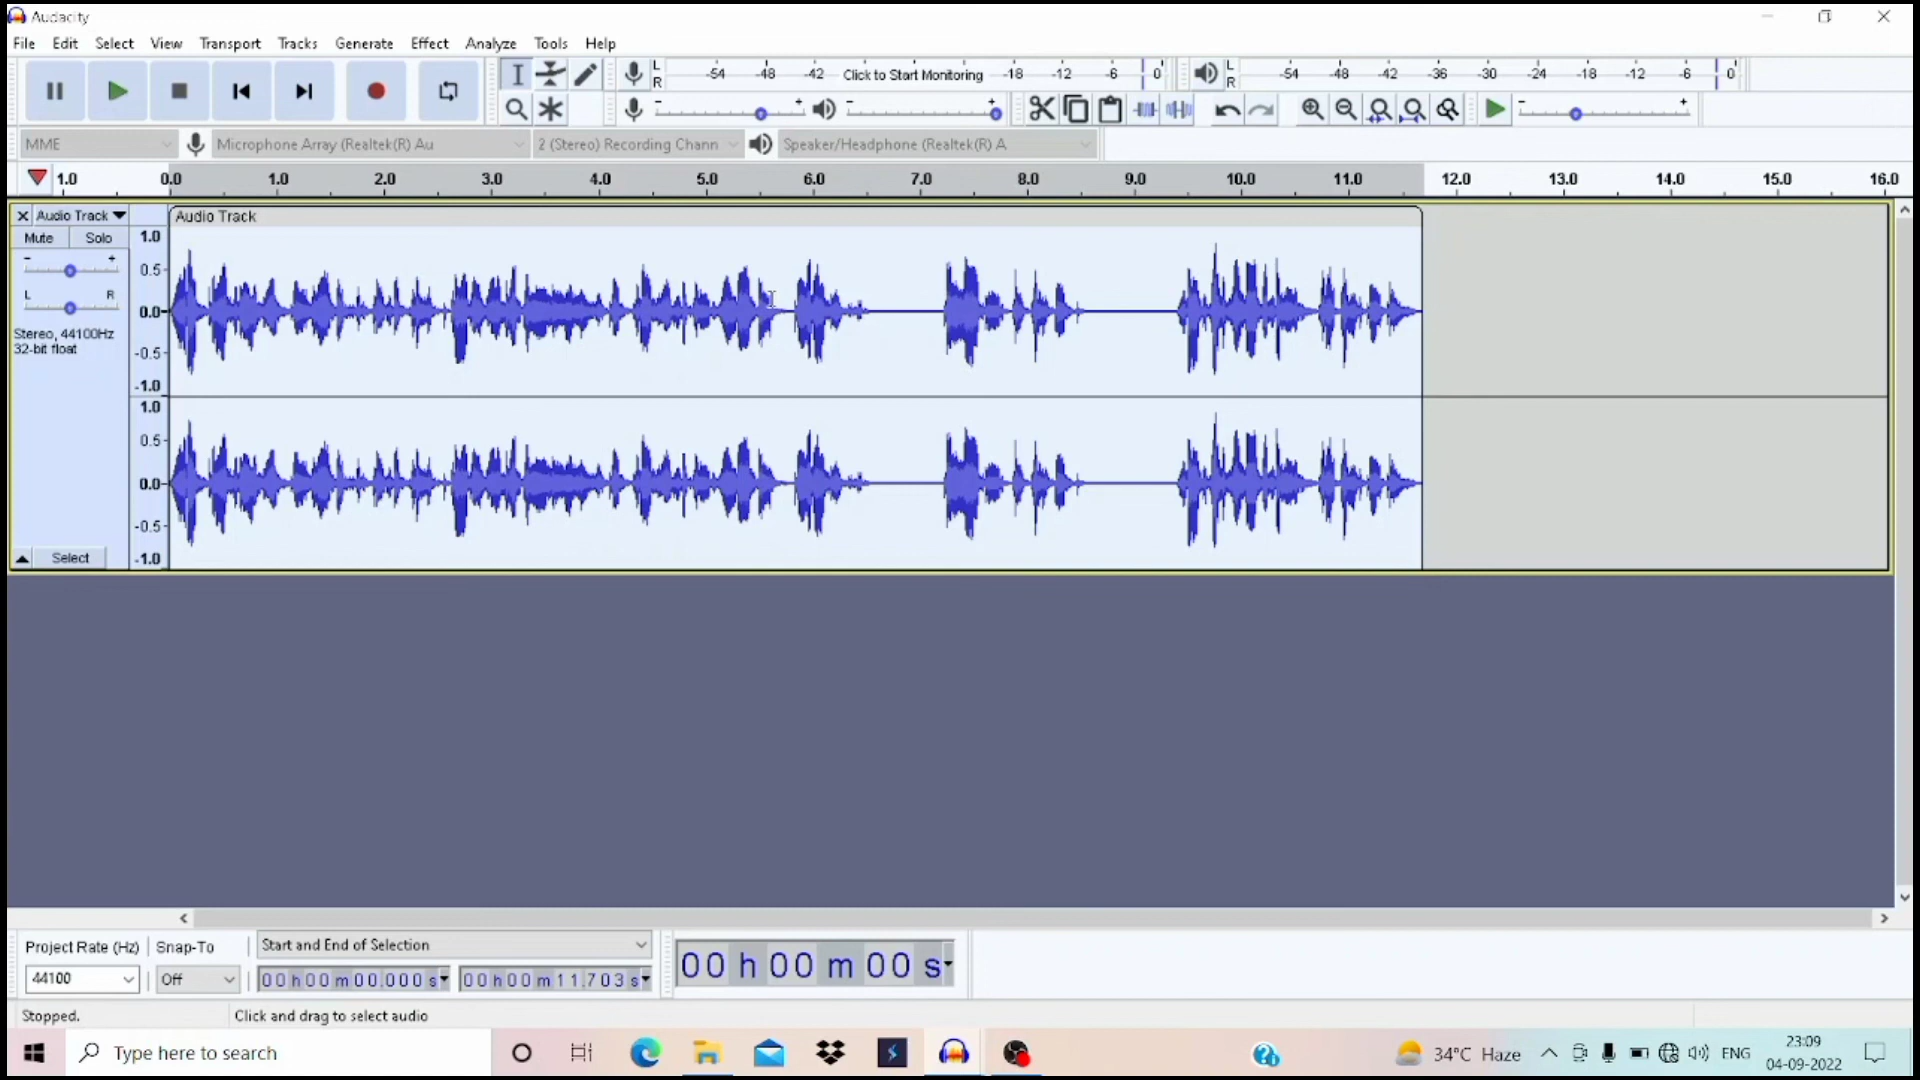 Audacity
File Edit Select View Transport Tracks Generate Effect Analyze Tools Help
L -54 -48 -42 Click to Start Monitoring -18 -12 -6 0 L -54 -48 -42 -36 -30 -24 -18 -12 -6 0
R R
- + - + - +
MME Microphone Array (Realtek(R) Au 2 (Stereo) Recording Chann Speaker/Headphone (Realtek(R) A
1.0 0.0 1.0 2.0 3.0 4.0 5.0 6.0 7.0 8.0 9.0 10.0 11.0 12.0 13.0 14.0 15.0 16.0
Audio Track Audio Track
Mute Solo 1.0
- + 0.5
L R 0.0
Stereo, 44100Hz
32-bit float -0.5
-1.0
1.0
0.5
0.0
-0.5
Select -1.0
Project Rate (Hz) Snap-To Start and End of Selection
44100 Off 00 h 00 m 00.000 s 00 h 00 m 11.703 s 00 h 00 m 00 s
Stopped. Click and drag to select audio
Type here to search 34°C Haze ENG 23:09
04-09-2022